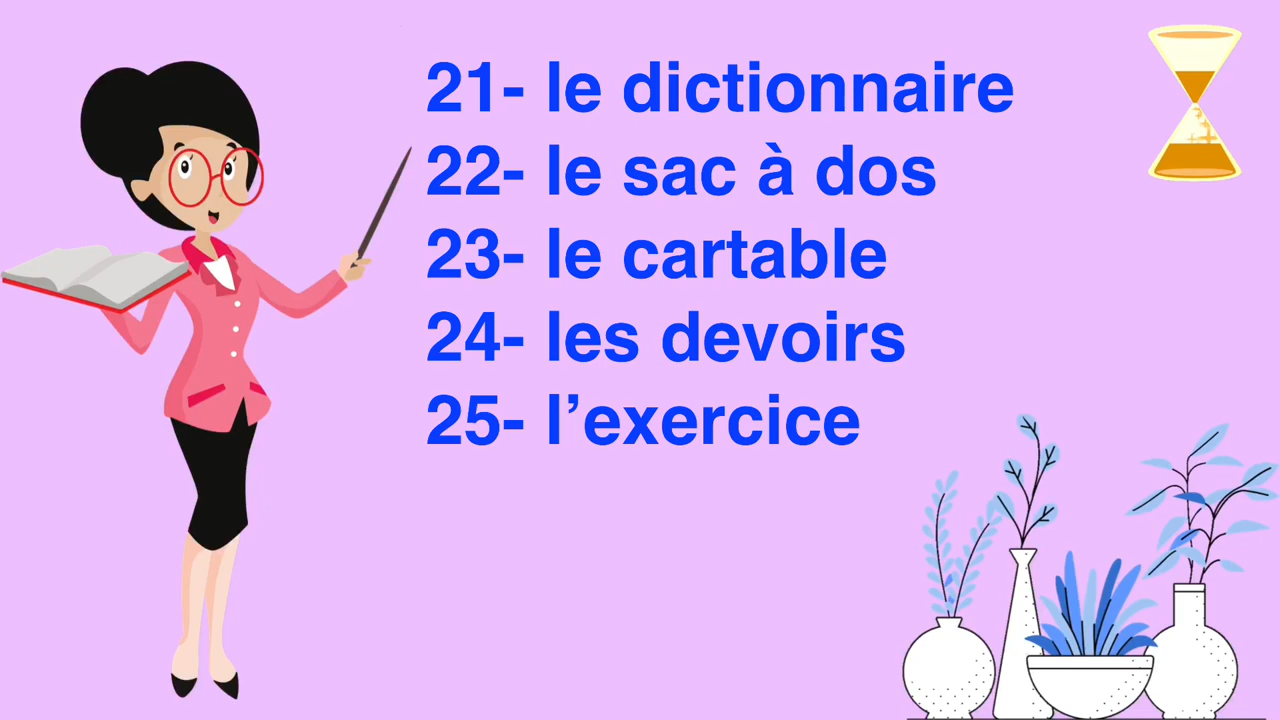 21- le dictionnaire
22- le sac à dos
23- le cartable
24- les devoirs
25- l’exercice